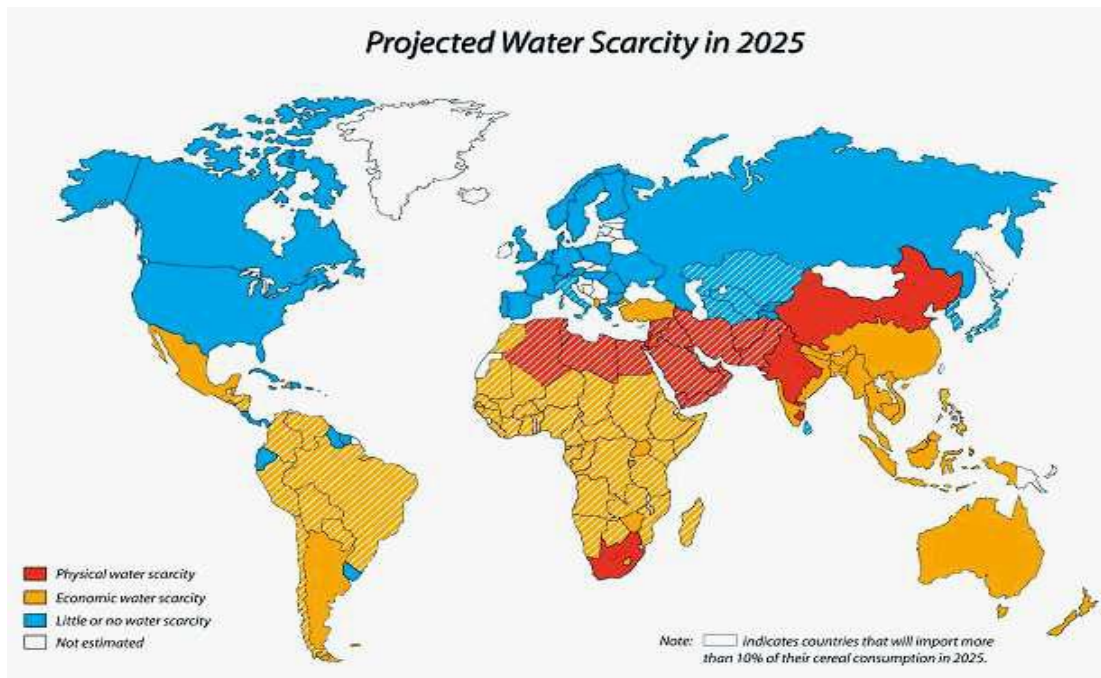 Projected Water Scarcity in 2025
Physical water scarcity
Economic water scarcity
Little or no water scarcity
Not estimated
Note: indicates countries that will import more
than 10% of their cereal consumption in 2025.